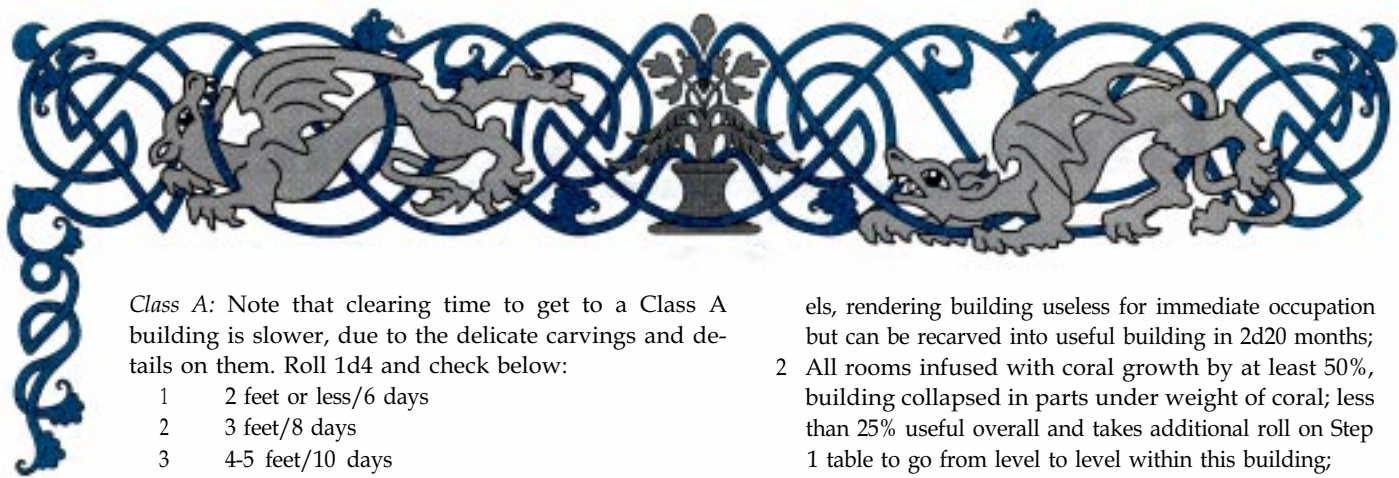 Class A: Note that clearing time to get to a Class A
building is slower, due to the delicate carvings and de-
tails on them. Roll 1d4 and check below:
1 2 feet or less/6 days
2 3 feet/8 days
3 4-5 feet/10 days
els, rendering building useless for immediate occupation
but can be recarved into useful building in 2d20 months;
2 All rooms infused with coral growth by at least 50%,
building collapsed in parts under weight of coral; less
than 25% useful overall and takes additional roll on Step
1 table to go from level to level within this building;